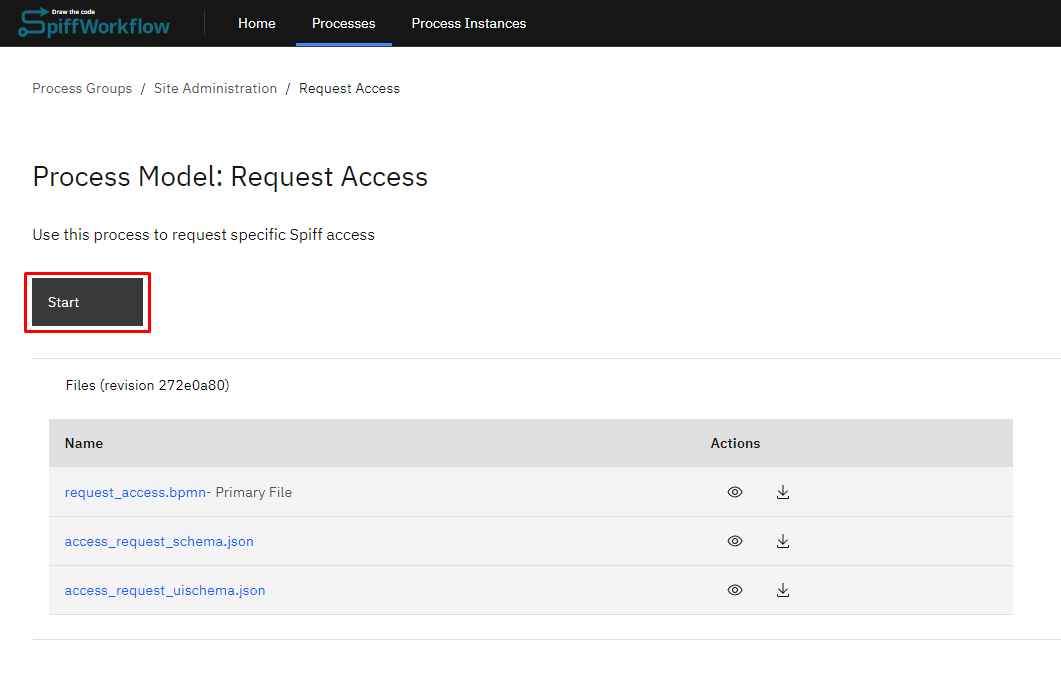 Draw the code
SpiffWorkflow
Home Processes Process Instances
Process Groups / Site Administration / Request Access
Process Model: Request Access
Use this process to request specific Spiff access
Start
Files (revision 272e0a80)
Name Actions
request_access.bpmn- Primary File
access_request_schema.json
access_request_uischema.json